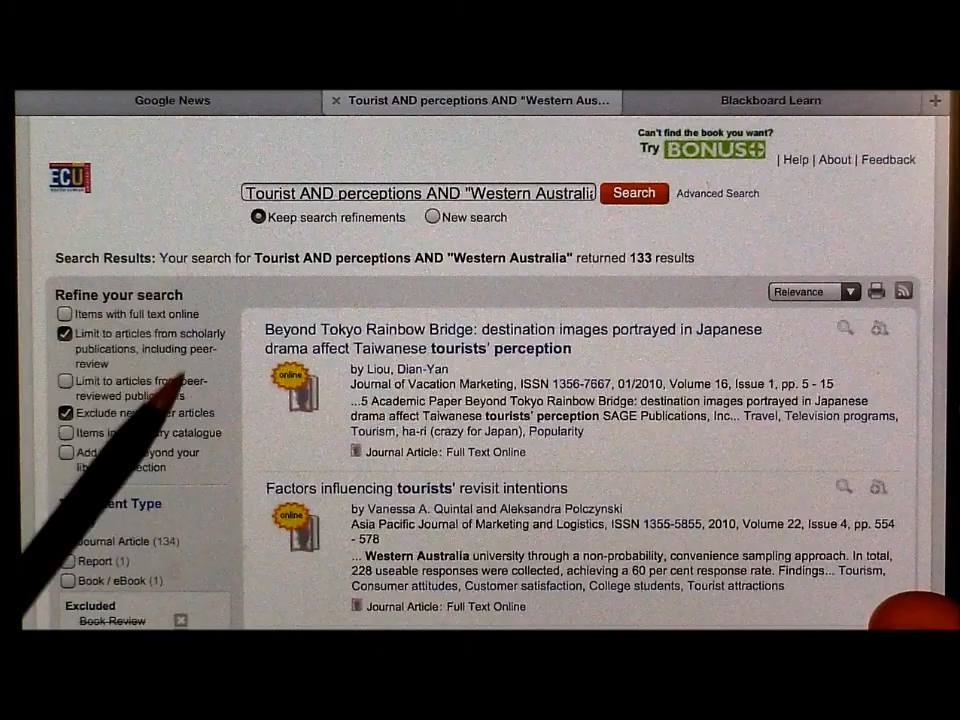 Google News
× Tourist AND perceptions AND "Western Aus...
Blackboard Learn
+
Can't find the book you want?
Try BONUS+
| Help | About | Feedback
ECU
Tourist AND perceptions AND "Western Australi
Search
Advanced Search
Keep search refinements
New search
Search Results: Your search for Tourist AND perceptions AND "Western Australia" returned 133 results
Refine your search
Items with full text online
Limit to articles from scholarly
publications, including peer-
review
Limit to articles from peer-
reviewed
Exclude articles
Items in catalogue
Add beyond your
Type
Journal Article (134)
Report (1)
Book / eBook (1)
Excluded
Book Review
Relevance
Beyond Tokyo Rainbow Bridge: destination images portrayed in Japanese
drama affect Taiwanese tourists' perception
online
by Liou, Dian-Yan
Journal of Vacation Marketing, ISSN 1356-7667, 01/2010, Volume 16, Issue 1, pp. 5 - 15
...5 Academic Paper Beyond Tokyo Rainbow Bridge: destination images portrayed in Japanese
drama affect Taiwanese tourists' perception SAGE Publications, Inc... Travel, Television programs,
Tourism, ha-ri (crazy for Japan), Popularity
Journal Article: Full Text Online
Factors influencing tourists' revisit intentions
online
by Vanessa A. Quintal and Aleksandra Polczynski
Asia Pacific Journal of Marketing and Logistics, ISSN 1355-5855, 2010, Volume 22, Issue 4, pp. 554
- 578
... Western Australia university through a non-probability, convenience sampling approach. In total,
228 useable responses were collected, achieving a 60 per cent response rate. Findings... Tourism,
Consumer attitudes, Customer satisfaction, College students, Tourist attractions
Journal Article: Full Text Online